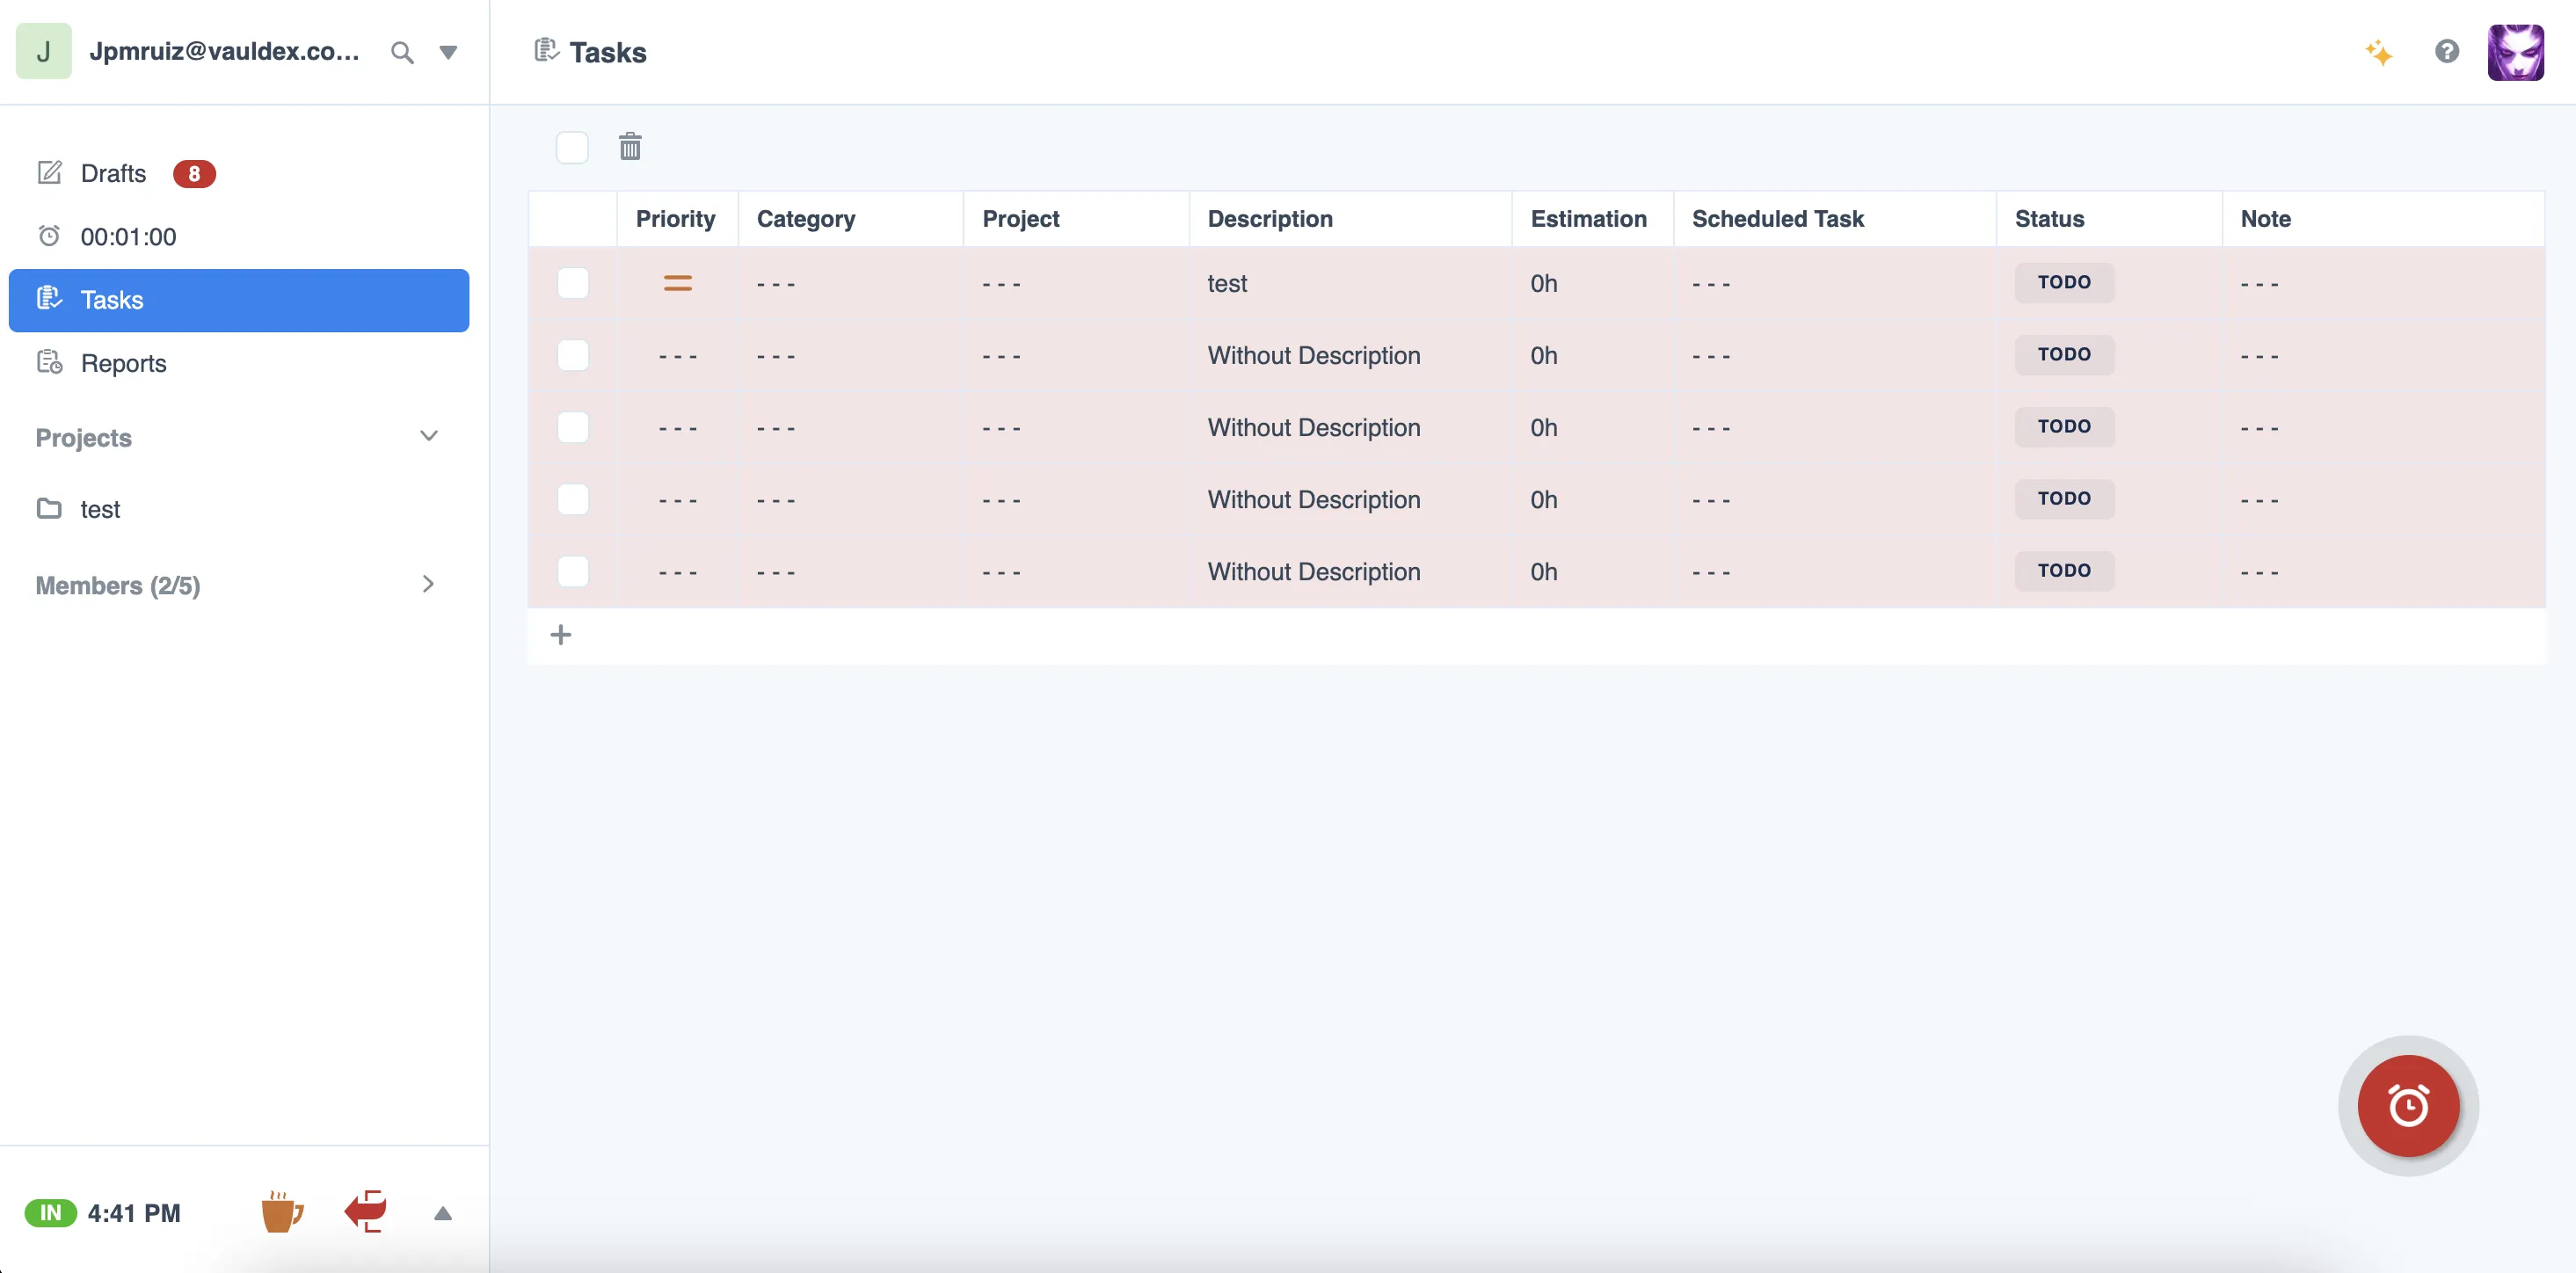 J Jpmruiz@vauldex.co...
Tasks
Drafts 8
00:01:00
Tasks
Reports
Projects
test
Members (2/5)
IN 4:41 PM
Priority Category Project Description Estimation Scheduled Task Status Note
- - - - - - test 0h - - - TODO - - -
- - - - - - - - - Without Description 0h - - - TODO - - -
- - - - - - - - - Without Description 0h - - - TODO - - -
- - - - - - - - - Without Description 0h - - - TODO - - -
- - - - - - - - - Without Description 0h - - - TODO - - -